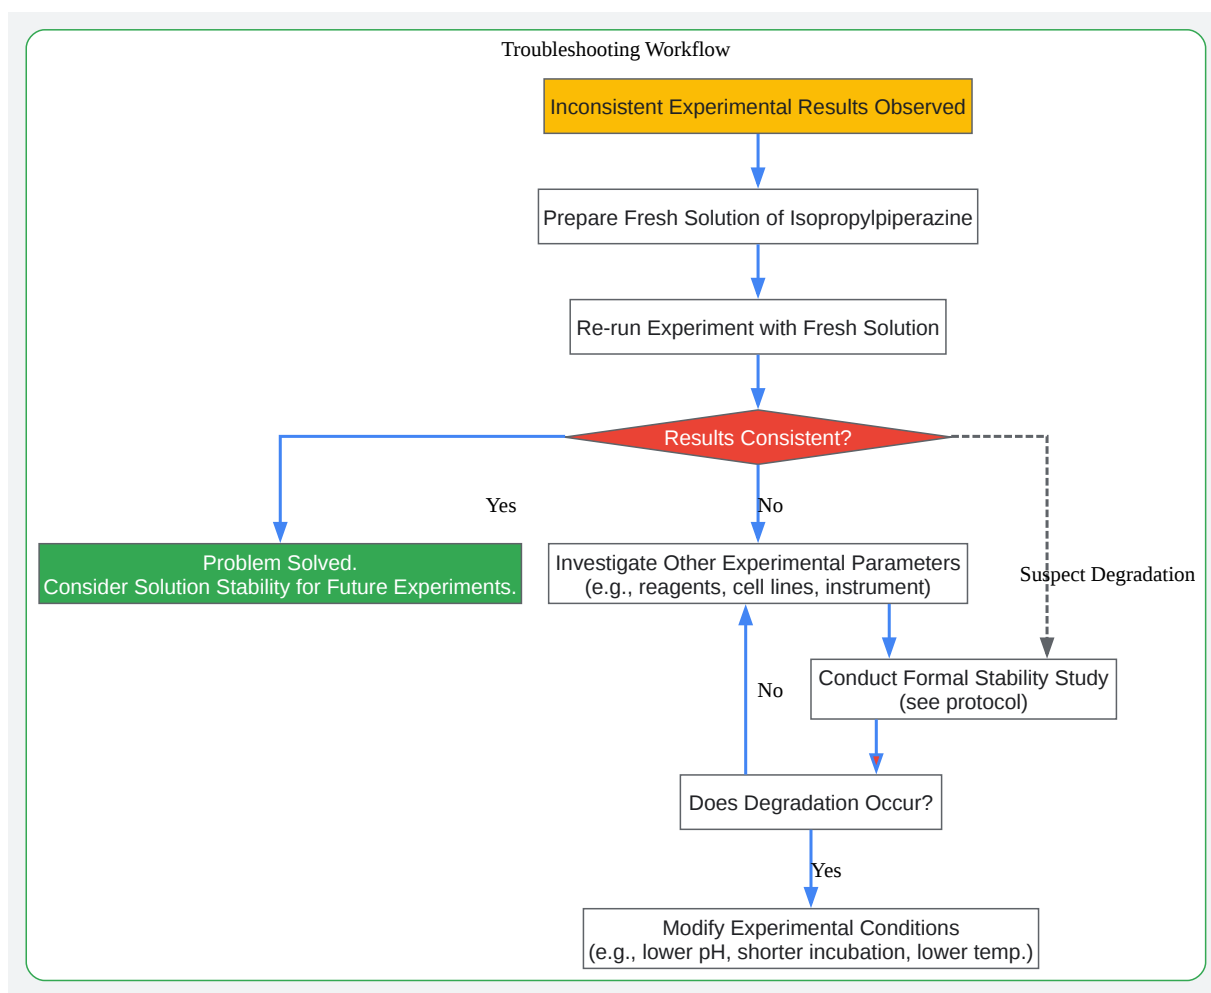 Troubleshooting Workflow
Inconsistent Experimental Results Observed
Prepare Fresh Solution of Isopropylpiperazine
Re-run Experiment with Fresh Solution
Results Consistent?
Yes
No
Problem Solved.
Consider Solution Stability for Future Experiments.
Investigate Other Experimental Parameters
(e.g., reagents, cell lines, instrument)
Suspect Degradation
Conduct Formal Stability Study
(see protocol)
No
Does Degradation Occur?
Yes
Modify Experimental Conditions
(e.g., lower pH, shorter incubation, lower temp.)